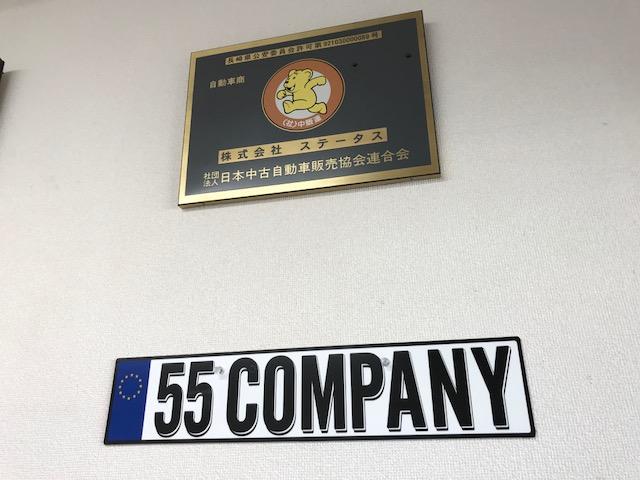 長崎県公安委員会許可第921030000089号
自動車商
(社)中販連
株式会社 ステータス
社団法人 日本中古自動車販売協会連合会
55 COMPANY